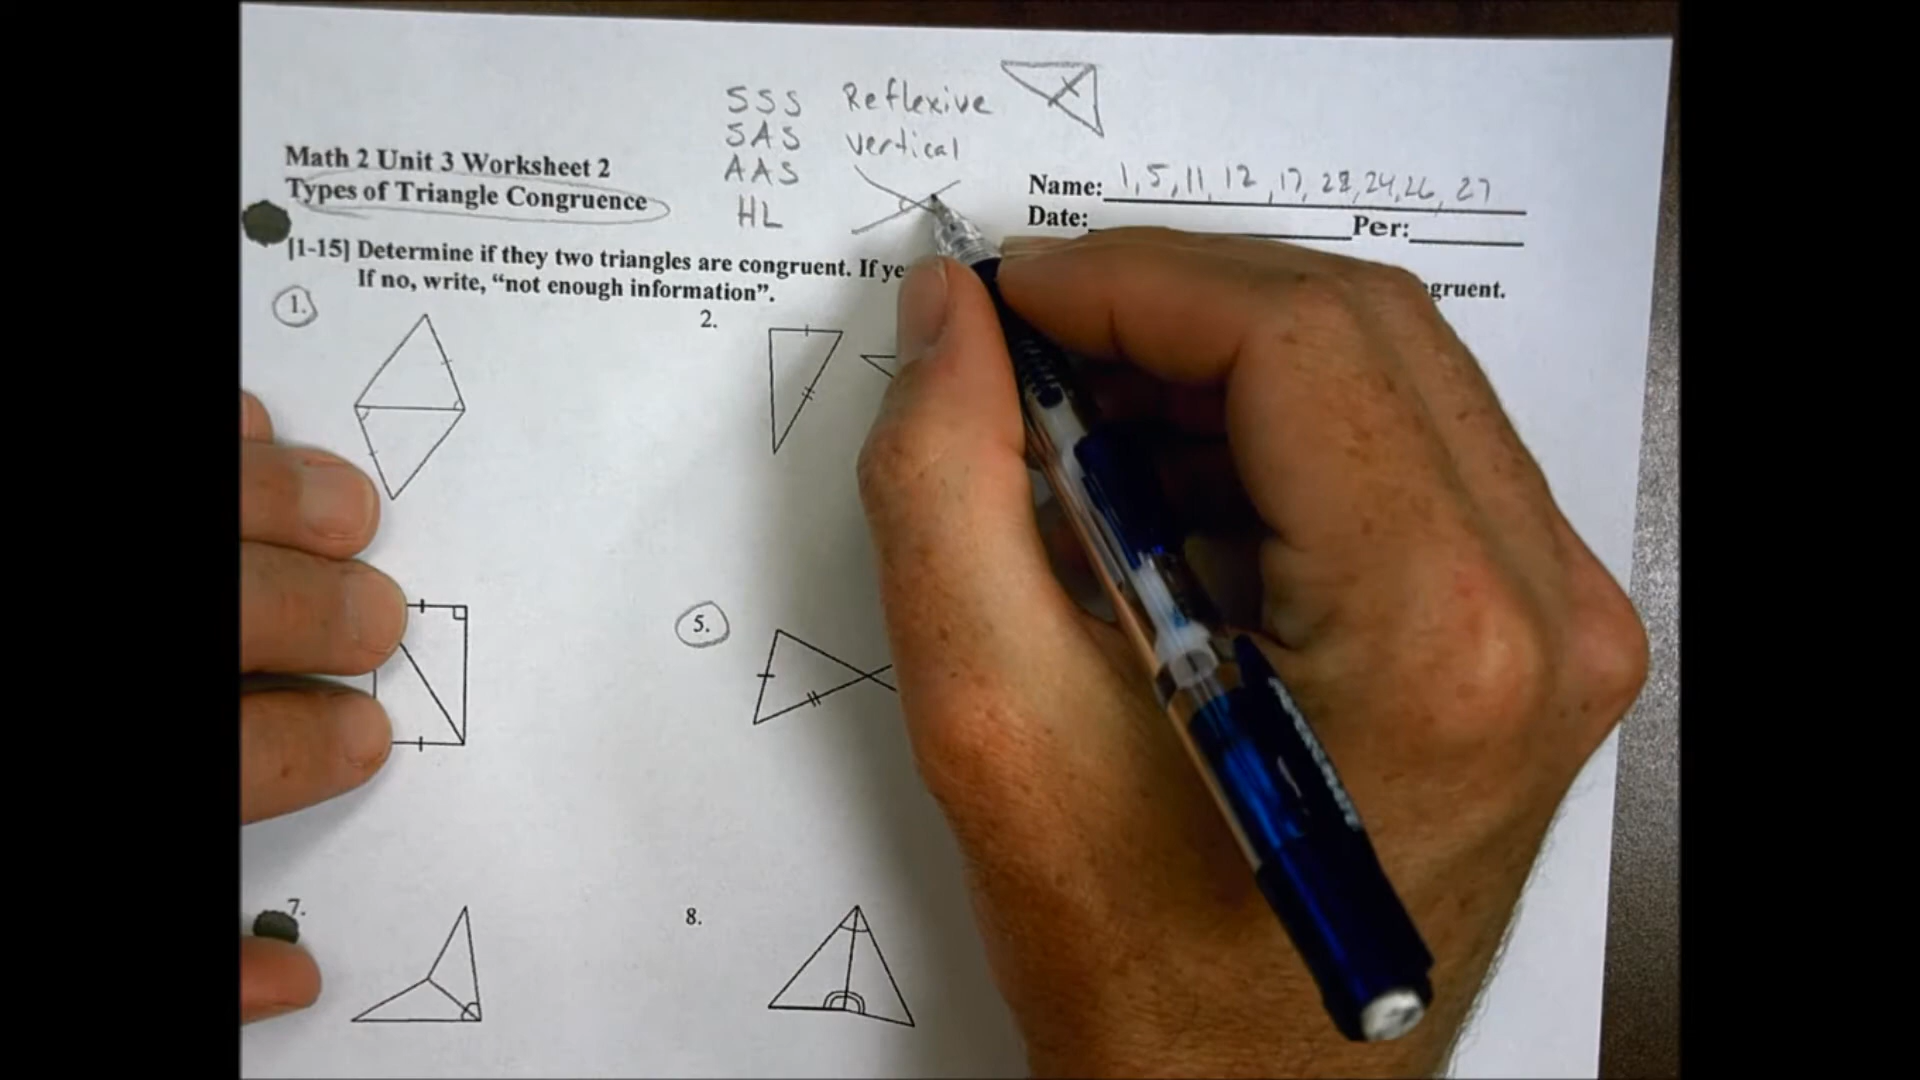 SSS Reflexive
SAS vertical
AAS
HL
Math 2 Unit 3 Worksheet 2
Types of Triangle Congruence
Name: 1, 5, 11, 12, 17, 22, 24, 26, 27
Date: Per:
[1-15] Determine if they two triangles are congruent. If ye gruent.
If no, write, “not enough information”.
1.
2.
5.
7.
8.